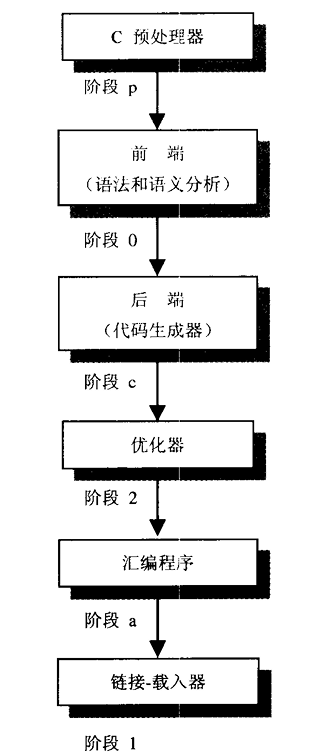 C 预处理器
阶段 p
前 端
(语法和语义分析)
阶段 0
后 端
(代码生成器)
阶段 c
优化器
阶段 2
汇编程序
阶段 a
链接-载入器
阶段 1